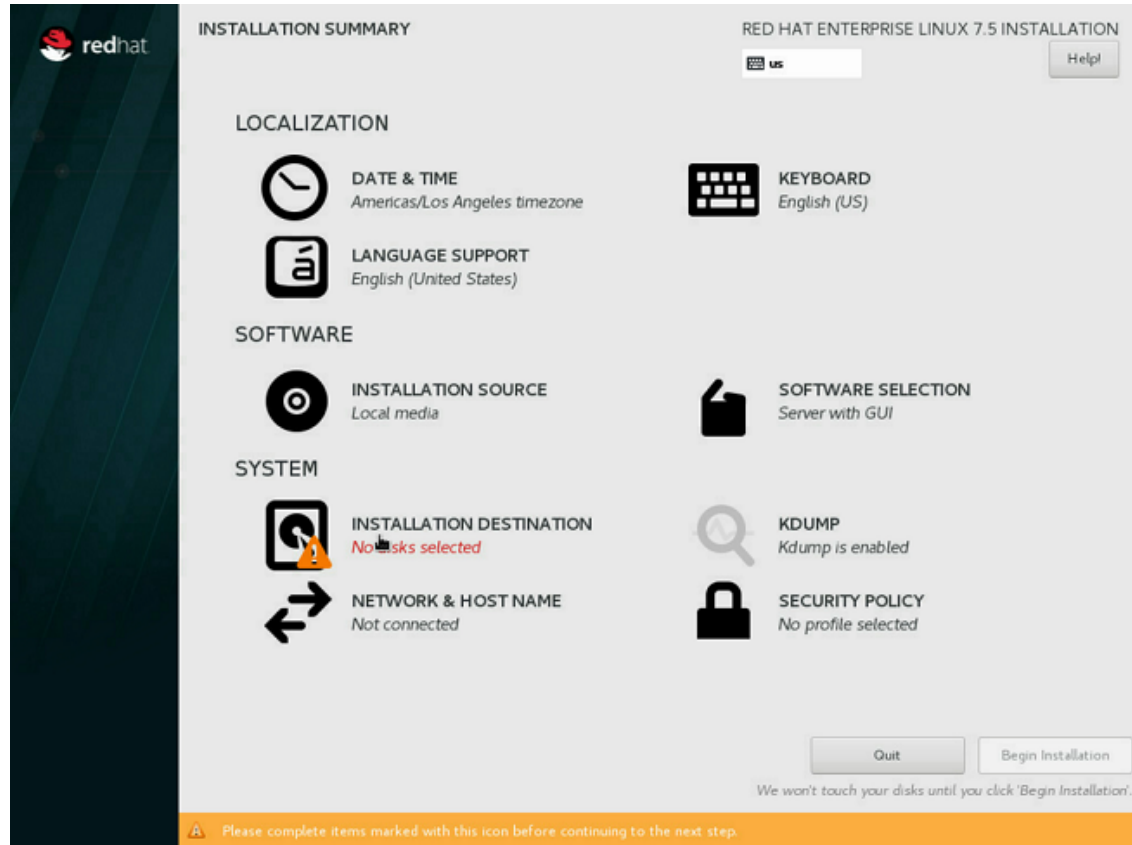 redhat
INSTALLATION SUMMARY
RED HAT ENTERPRISE LINUX 7.5 INSTALLATION
us
Help!
LOCALIZATION
DATE & TIME
Americas/Los Angeles timezone
KEYBOARD
English (US)
á
LANGUAGE SUPPORT
English (United States)
SOFTWARE
INSTALLATION SOURCE
Local media
SOFTWARE SELECTION
Server with GUI
SYSTEM
INSTALLATION DESTINATION
No disks selected
KDUMP
Kdump is enabled
NETWORK & HOST NAME
Not connected
SECURITY POLICY
No profile selected
Quit
Begin Installation
We won't touch your disks until you click 'Begin Installation'.
Please complete items marked with this icon before continuing to the next step.